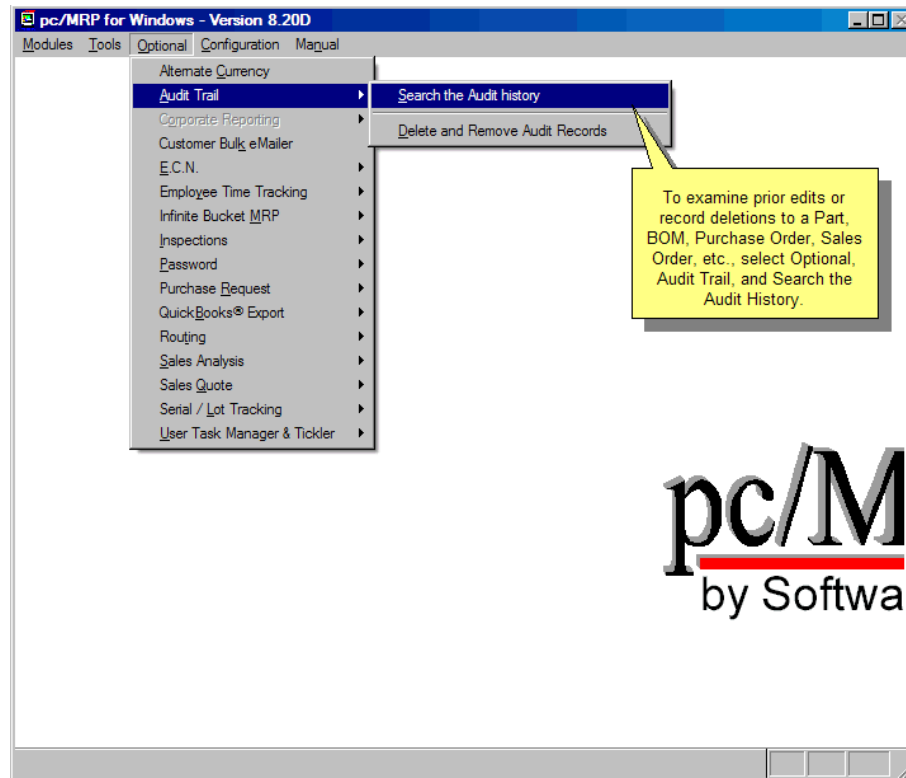 pc/MRP for Windows - Version 8.20D
Modules Tools Optional Configuration Manual
Alternate Currency
Audit Trail
Search the Audit history
Corporate Reporting
Delete and Remove Audit Records
Customer Bulk eMailer
E.C.N.
Employee Time Tracking
Infinite Bucket MRP
Inspections
Password
Purchase Request
QuickBooks® Export
Routing
Sales Analysis
Sales Quote
Serial / Lot Tracking
User Task Manager & Tickler
To examine prior edits or
record deletions to a Part,
BOM, Purchase Order, Sales
Order, etc., select Optional,
Audit Trail, and Search the
Audit History.
pc/M
by Softwa